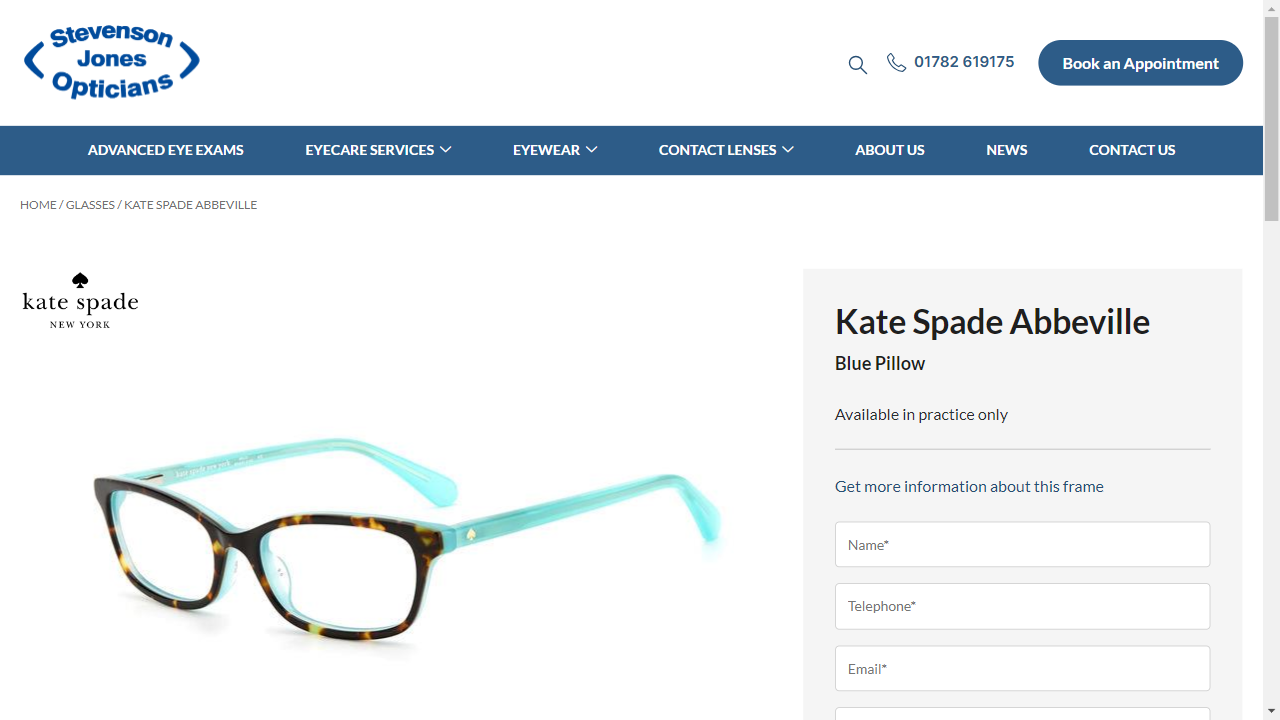 Stevenson
Jones
Opticians
01782 619175
Book an Appointment
ADVANCED EYE EXAMS
EYECARE SERVICES
EYEWEAR
CONTACT LENSES
ABOUT US
NEWS
CONTACT US
HOME / GLASSES / KATE SPADE ABBEVILLE
kate spade
NEW YORK
Kate Spade Abbeville
Blue Pillow
Available in practice only
Get more information about this frame
Name*
Telephone*
Email*